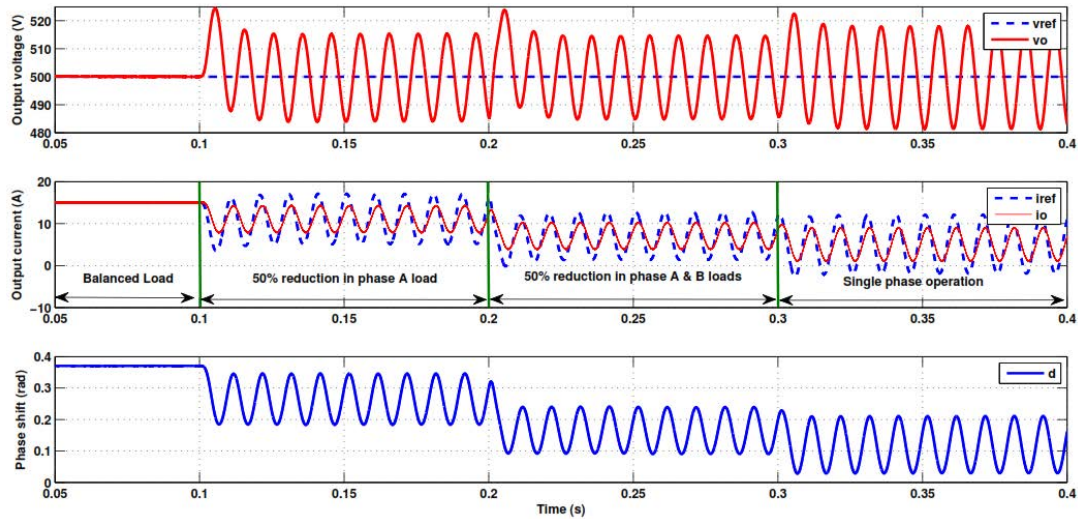 Output voltage (V)
520
510
500
490
480
0.05 0.1 0.15 0.2 0.25 0.3 0.35 0.4
vref
vo
Output current (A)
20
10
0
−10
0.05 0.1 0.15 0.2 0.25 0.3 0.35 0.4
iref
io
Balanced Load
50% reduction in phase A load
50% reduction in phase A & B loads
Single phase operation
Phase shift (rad)
0.4
0.3
0.2
0.1
0
0.05 0.1 0.15 0.2 0.25 0.3 0.35 0.4
d
Time (s)